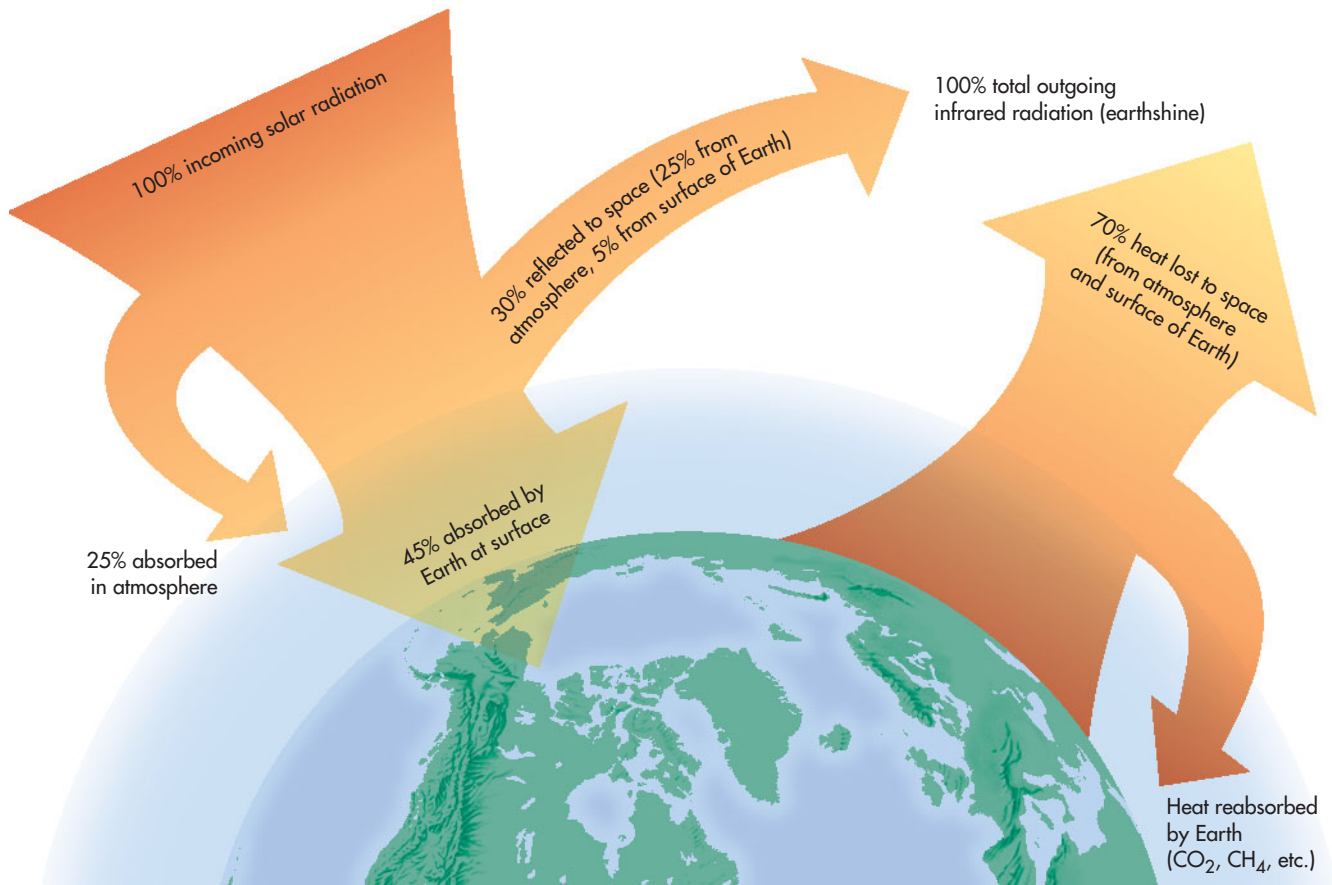 100% incoming solar radiation
30% reflected to space (25% from
atmosphere, 5% from surface of Earth)
100% total outgoing
infrared radiation (earthshine)
70% heat lost to space
(from atmosphere
and surface of Earth)
25% absorbed
in atmosphere
45% absorbed by
Earth at surface
Heat reabsorbed
by Earth
(CO₂, CH₄, etc.)